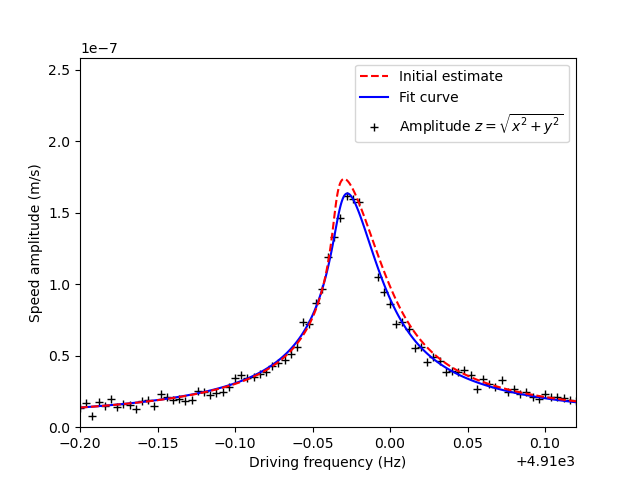 1e−7
2.5
2.0
1.5
1.0
0.5
0.0
Speed amplitude (m/s)
Initial estimate
Fit curve
Amplitude z = √x² + y²
−0.20 −0.15 −0.10 −0.05 0.00 0.05 0.10
Driving frequency (Hz)
+4.91e3